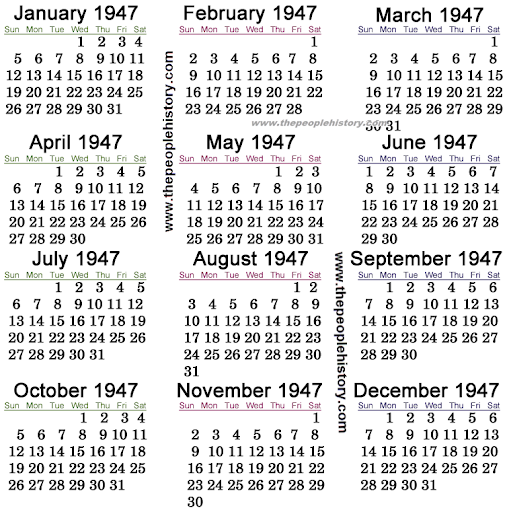 January 1947
Sun Mon Tue Wed Thu Fri Sat
1 2 3 4
5 6 7 8 9 10 11
12 13 14 15 16 17 18
19 20 21 22 23 24 25
26 27 28 29 30 31
February 1947
Sun Mon Tue Wed Thu Fri Sat
1
2 3 4 5 6 7 8
9 10 11 12 13 14 15
16 17 18 19 20 21 22
23 24 25 26 27 28
March 1947
Sun Mon Tue Wed Thu Fri Sat
1
2 3 4 5 6 7 8
9 10 11 12 13 14 15
16 17 18 19 20 21 22
23 24 25 26 27 28 29
30 31
www.thepeoplehistory.com
www.thepeoplehistory.com
April 1947
Sun Mon Tue Wed Thu Fri Sat
1 2 3 4 5
6 7 8 9 10 11 12
13 14 15 16 17 18 19
20 21 22 23 24 25 26
27 28 29 30
May 1947
Sun Mon Tue Wed Thu Fri Sat
1 2 3
4 5 6 7 8 9 10
11 12 13 14 15 16 17
18 19 20 21 22 23 24
25 26 27 28 29 30 31
June 1947
Sun Mon Tue Wed Thu Fri Sat
1 2 3 4 5 6 7
8 9 10 11 12 13 14
15 16 17 18 19 20 21
22 23 24 25 26 27 28
29 30
July 1947
Sun Mon Tue Wed Thu Fri Sat
1 2 3 4 5
6 7 8 9 10 11 12
13 14 15 16 17 18 19
20 21 22 23 24 25 26
27 28 29 30 31
August 1947
Sun Mon Tue Wed Thu Fri Sat
1 2
3 4 5 6 7 8 9
10 11 12 13 14 15 16
17 18 19 20 21 22 23
24 25 26 27 28 29 30
31
September 1947
Sun Mon Tue Wed Thu Fri Sat
1 2 3 4 5 6
7 8 9 10 11 12 13
14 15 16 17 18 19 20
21 22 23 24 25 26 27
28 29 30
www.thepeoplehistory.com
October 1947
Sun Mon Tue Wed Thu Fri Sat
1 2 3 4
5 6 7 8 9 10 11
12 13 14 15 16 17 18
19 20 21 22 23 24 25
26 27 28 29 30 31
November 1947
Sun Mon Tue Wed Thu Fri Sat
1
2 3 4 5 6 7 8
9 10 11 12 13 14 15
16 17 18 19 20 21 22
23 24 25 26 27 28 29
30
December 1947
Sun Mon Tue Wed Thu Fri Sat
1 2 3 4 5 6
7 8 9 10 11 12 13
14 15 16 17 18 19 20
21 22 23 24 25 26 27
28 29 30 31